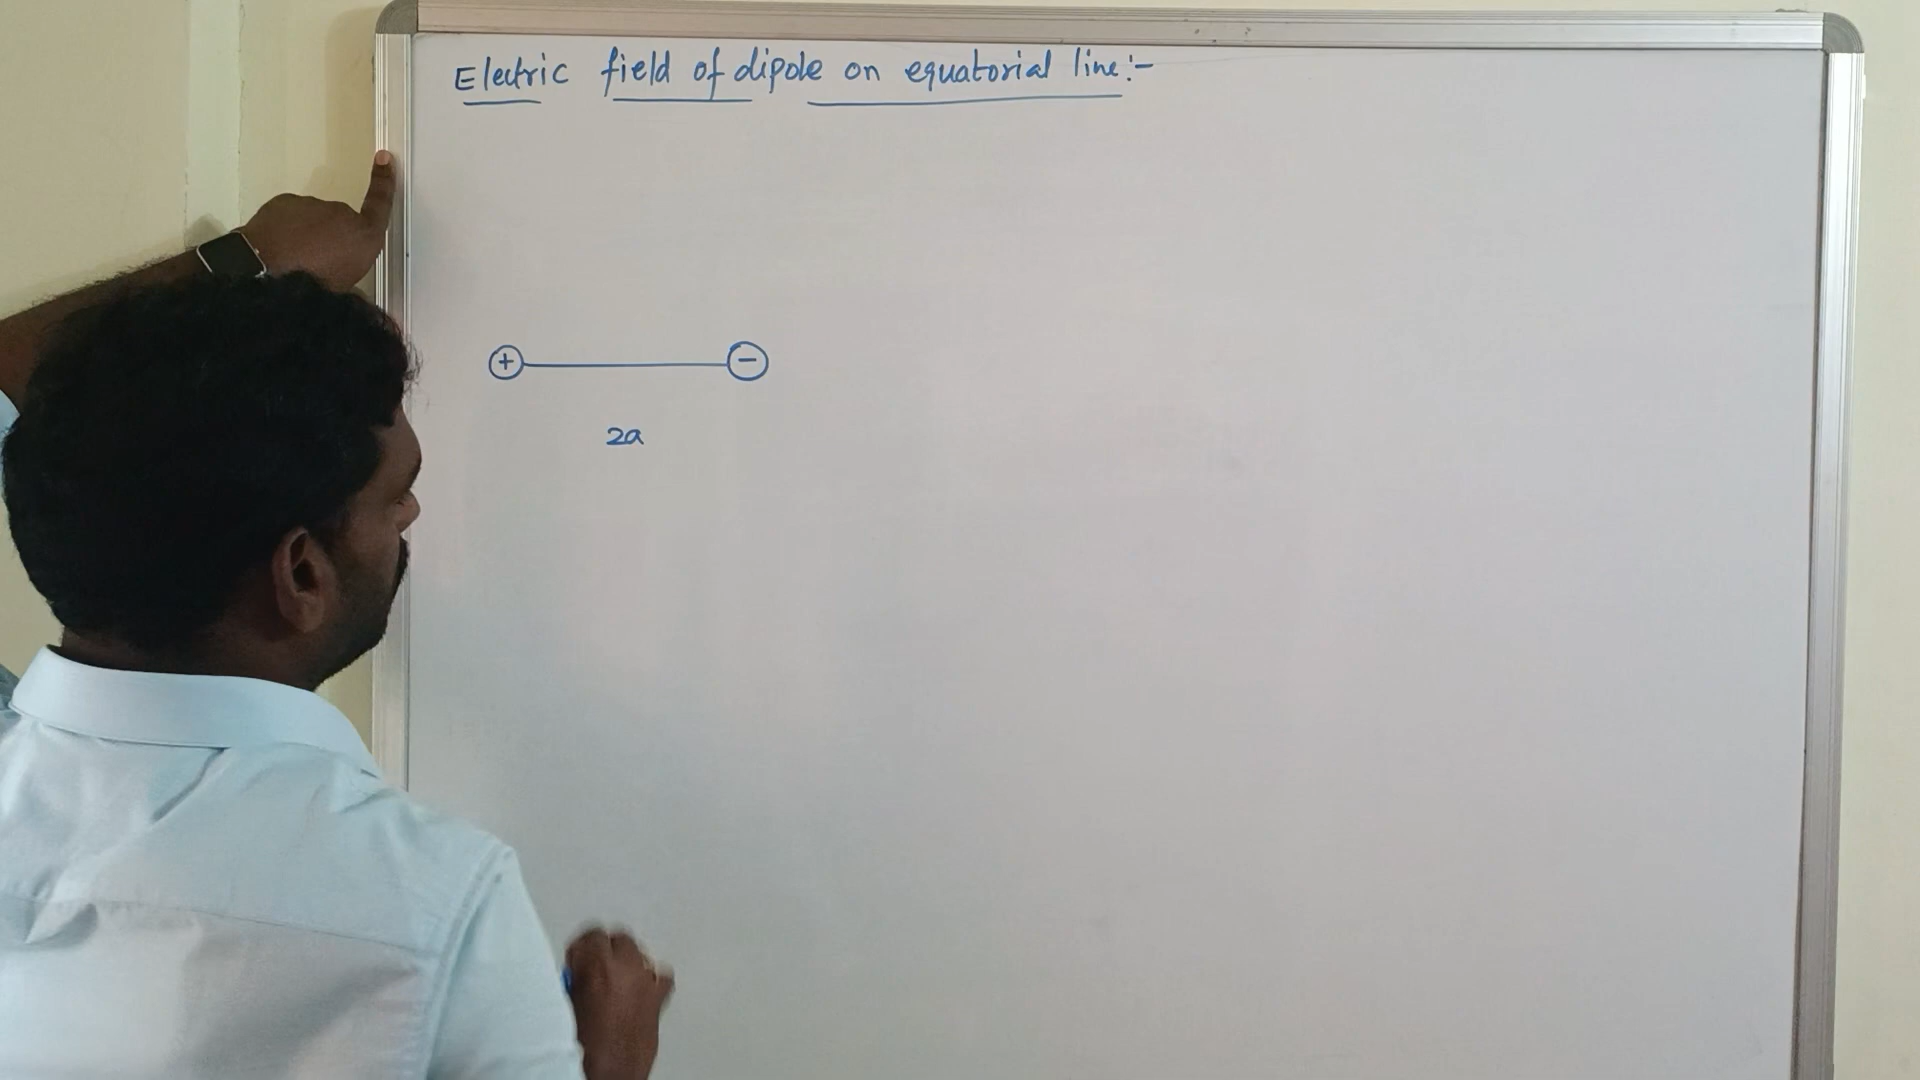 Electric field of dipole on equatorial line:-
+ −
2a